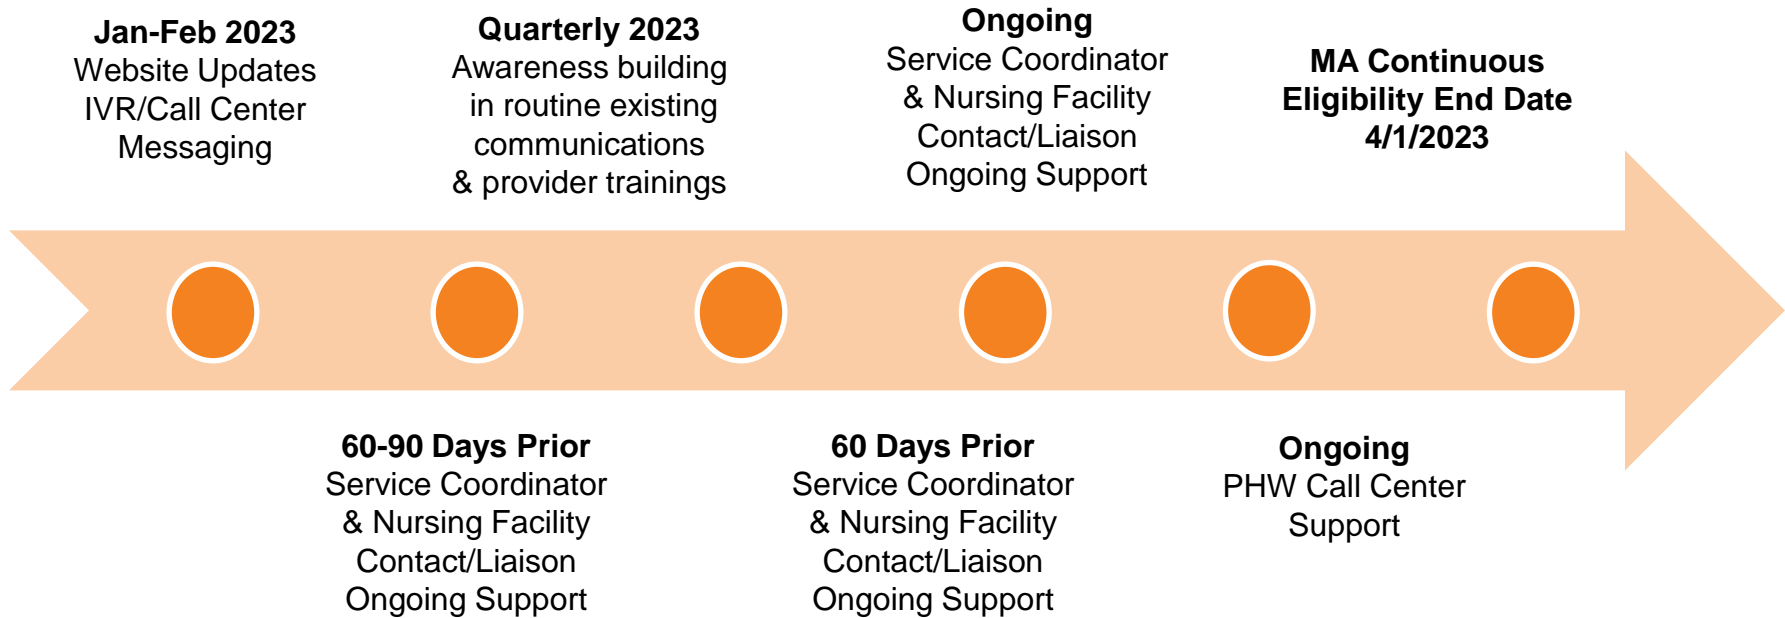 Jan-Feb 2023
Website Updates
IVR/Call Center
Messaging
Quarterly 2023
Awareness building
in routine existing
communications
& provider trainings
Ongoing
Service Coordinator
& Nursing Facility
Contact/Liaison
Ongoing Support
MA Continuous
Eligibility End Date
4/1/2023
60-90 Days Prior
Service Coordinator
& Nursing Facility
Contact/Liaison
Ongoing Support
60 Days Prior
Service Coordinator
& Nursing Facility
Contact/Liaison
Ongoing Support
Ongoing
PHW Call Center
Support